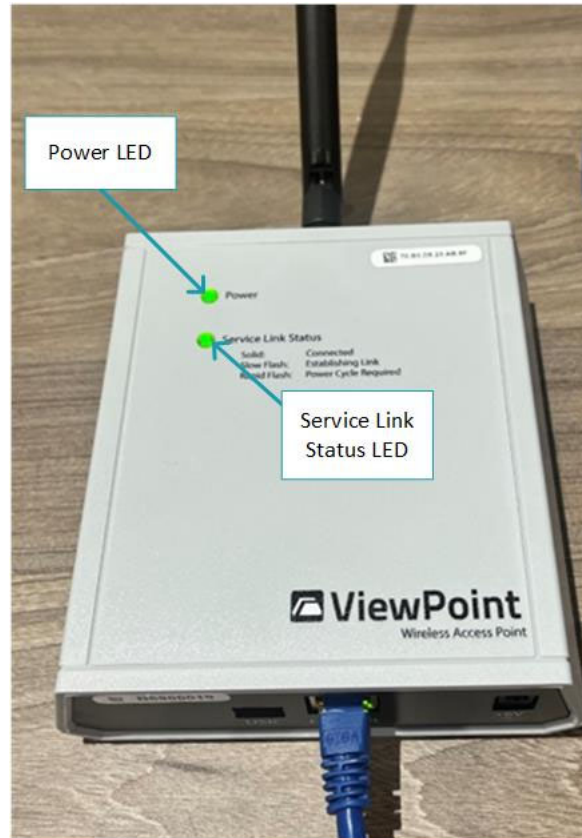 Power LED
Power
Service Link Status
Solid: Connected
Slow Flash: Establishing Link
Rapid Flash: Power Cycle Required
Service Link
Status LED
ViewPoint
Wireless Access Point